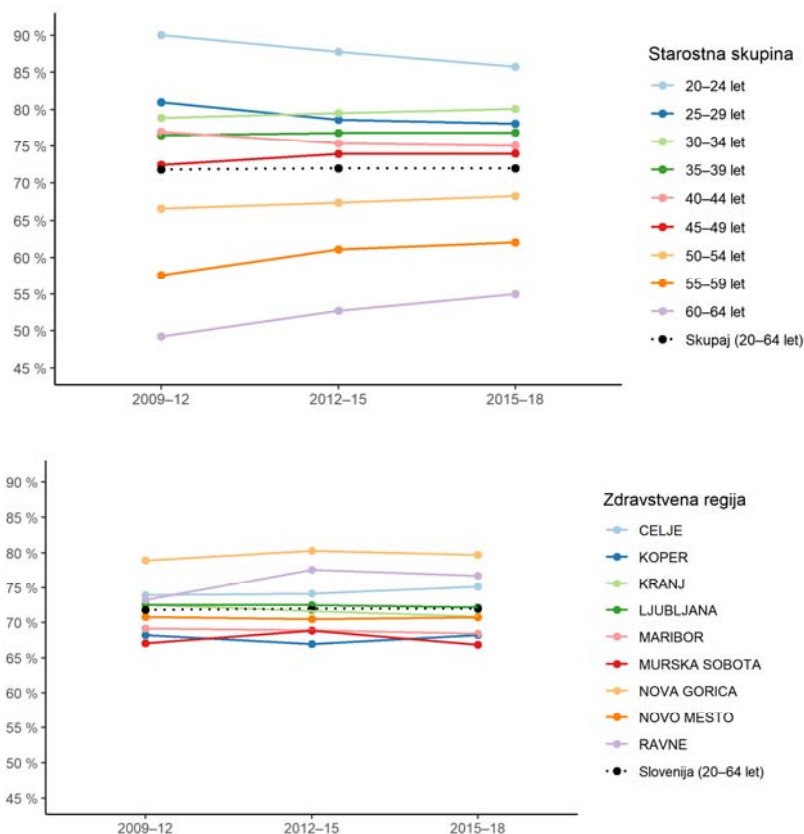 90 %
85 %
80 %
75 %
70 %
65 %
60 %
55 %
50 %
45 %
2009–12
2012–15
2015–18
Starostna skupina
20–24 let
25–29 let
30–34 let
35–39 let
40–44 let
45–49 let
50–54 let
55–59 let
60–64 let
Skupaj (20–64 let)
90 %
85 %
80 %
75 %
70 %
65 %
60 %
55 %
50 %
45 %
2009–12
2012–15
2015–18
Zdravstvena regija
CELJE
KOPER
KRANJ
LJUBLJANA
MARIBOR
MURSKA SOBOTA
NOVA GORICA
NOVO MESTO
RAVNE
Slovenija (20–64 let)